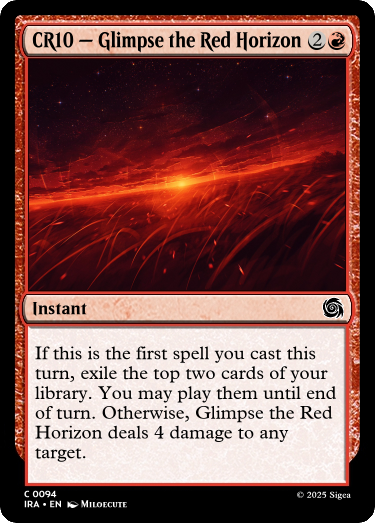 CR10 — Glimpse the Red Horizon 2
Instant
If this is the first spell you cast this
turn, exile the top two cards of your
library. You may play them until end
of turn. Otherwise, Glimpse the Red
Horizon deals 4 damage to any
target.
C 0094
IRA • EN Miloecute
© 2025 Sigea